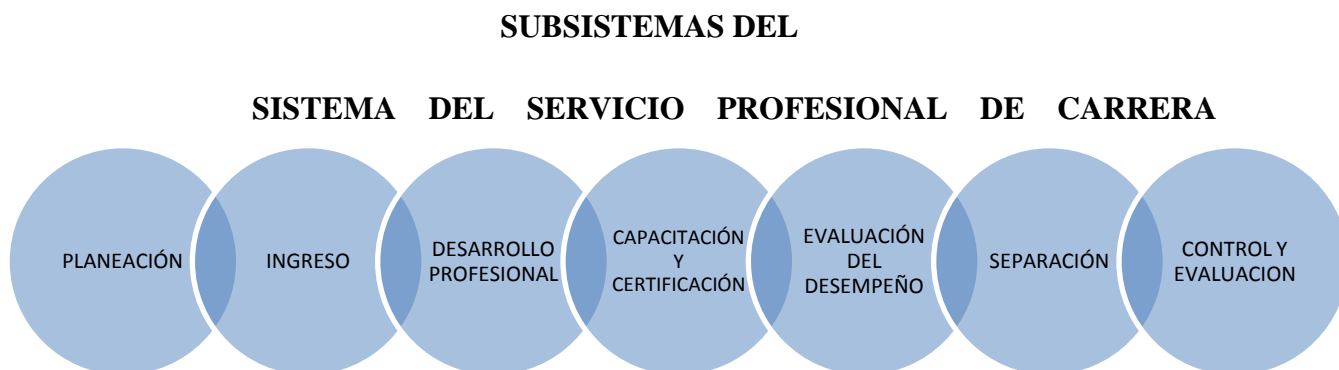 SUBSISTEMAS DEL
SISTEMA DEL SERVICIO PROFESIONAL DE CARRERA
PLANEACIÓN
INGRESO
DESARROLLO
PROFESIONAL
CAPACITACIÓN
Y
CERTIFICACIÓN
EVALUACIÓN
DEL
DESEMPEÑO
SEPARACIÓN
CONTROL Y
EVALUACION